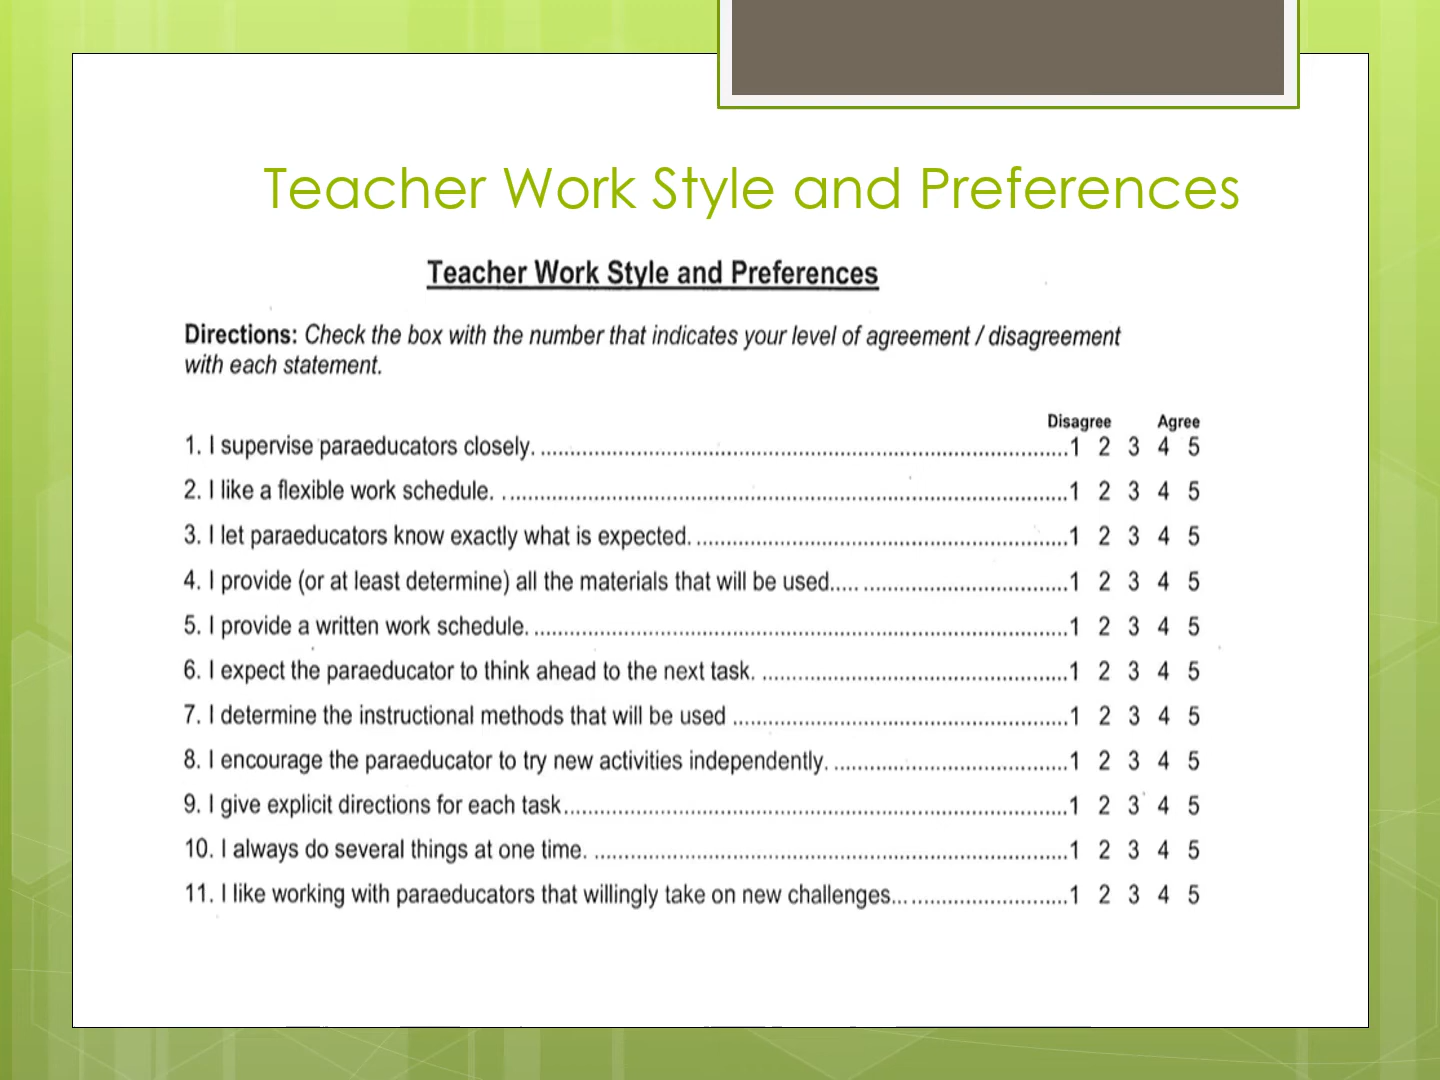 Teacher Work Style and Preferences
Teacher Work Style and Preferences
Directions: Check the box with the number that indicates your level of agreement / disagreement
with each statement.
Disagree Agree
1. I supervise paraeducators closely. ........................................................................................1 2 3 4 5
2. I like a flexible work schedule. ..............................................................................................1 2 3 4 5
3. I let paraeducators know exactly what is expected. ..............................................................1 2 3 4 5
4. I provide (or at least determine) all the materials that will be used..... ..................................1 2 3 4 5
5. I provide a written work schedule. .........................................................................................1 2 3 4 5
6. I expect the paraeducator to think ahead to the next task. ...................................................1 2 3 4 5
7. I determine the instructional methods that will be used ........................................................1 2 3 4 5
8. I encourage the paraeducator to try new activities independently. .......................................1 2 3 4 5
9. I give explicit directions for each task....................................................................................1 2 3 4 5
10. I always do several things at one time. ...............................................................................1 2 3 4 5
11. I like working with paraeducators that willingly take on new challenges... ..........................1 2 3 4 5